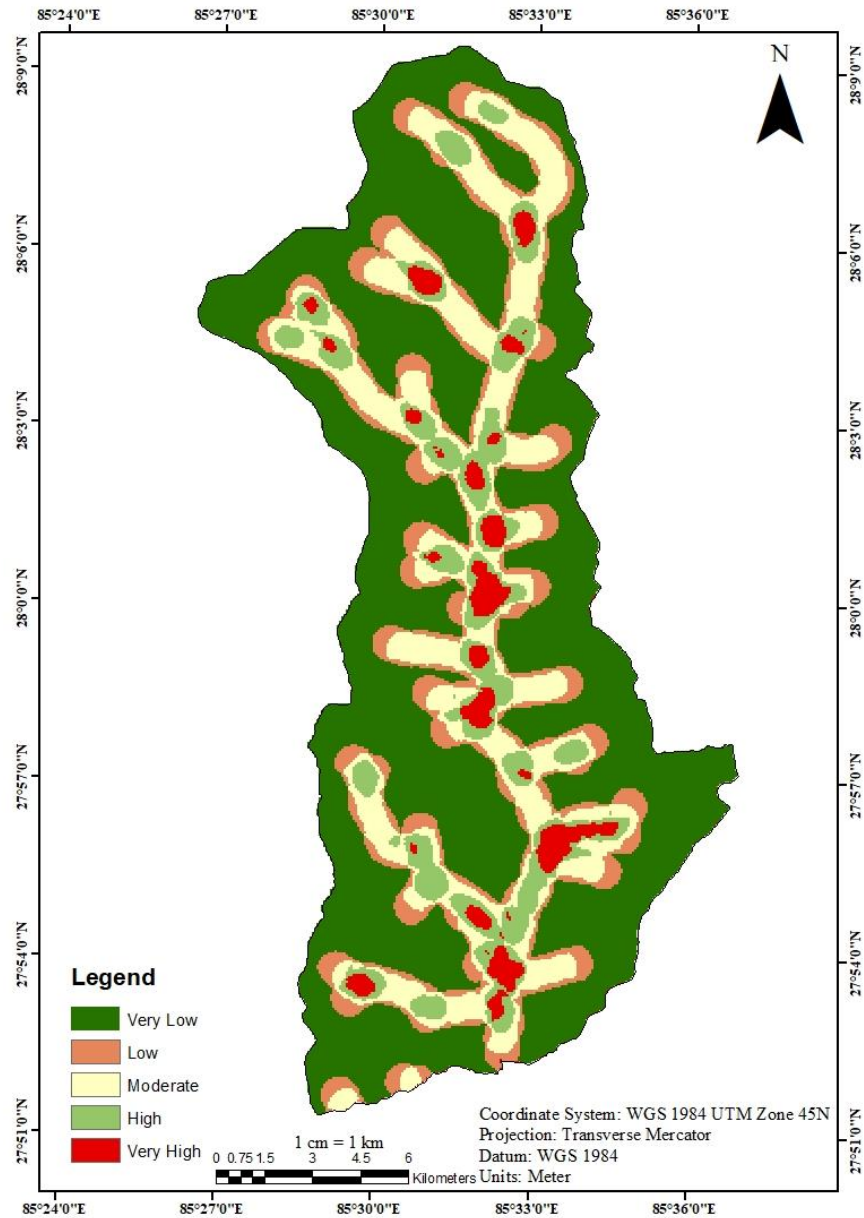 85°24'0"E 85°27'0"E 85°30'0"E 85°33'0"E 85°36'0"E
N
28°9'0"N 28°9'0"N
28°6'0"N 28°6'0"N
28°3'0"N 28°3'0"N
28°0'0"N 28°0'0"N
27°57'0"N 27°57'0"N
27°54'0"N 27°54'0"N
27°51'0"N 27°51'0"N
Legend
Very Low
Low
Moderate
High
Very High
1 cm = 1 km
0 0.75 1.5 3 4.5 6
Kilometers
Coordinate System: WGS 1984 UTM Zone 45N
Projection: Transverse Mercator
Datum: WGS 1984
Units: Meter
85°24'0"E 85°27'0"E 85°30'0"E 85°33'0"E 85°36'0"E